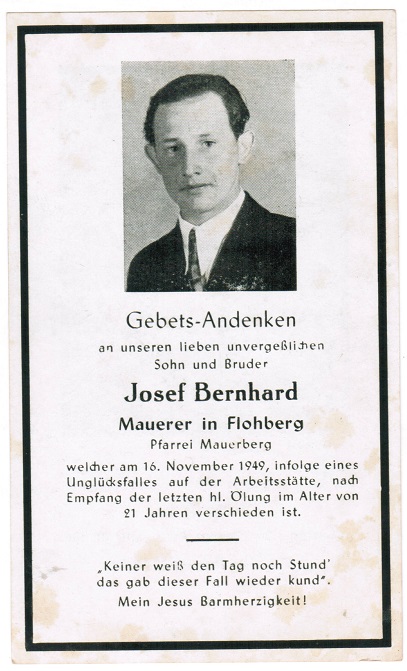 Gebets-Andenken
an unseren lieben unvergeßlichen
Sohn und Bruder
Josef Bernhard
Mauerer in Flohberg
Pfarrei Mauerberg
welcher am 16. November 1949, infolge eines
Unglücksfalles auf der Arbeitsstätte, nach
Empfang der letzten hl. Ölung im Alter von
21 Jahren verschieden ist.
„Keiner weiß den Tag noch Stund'
das gab dieser Fall wieder kund“.
Mein Jesus Barmherzigkeit!